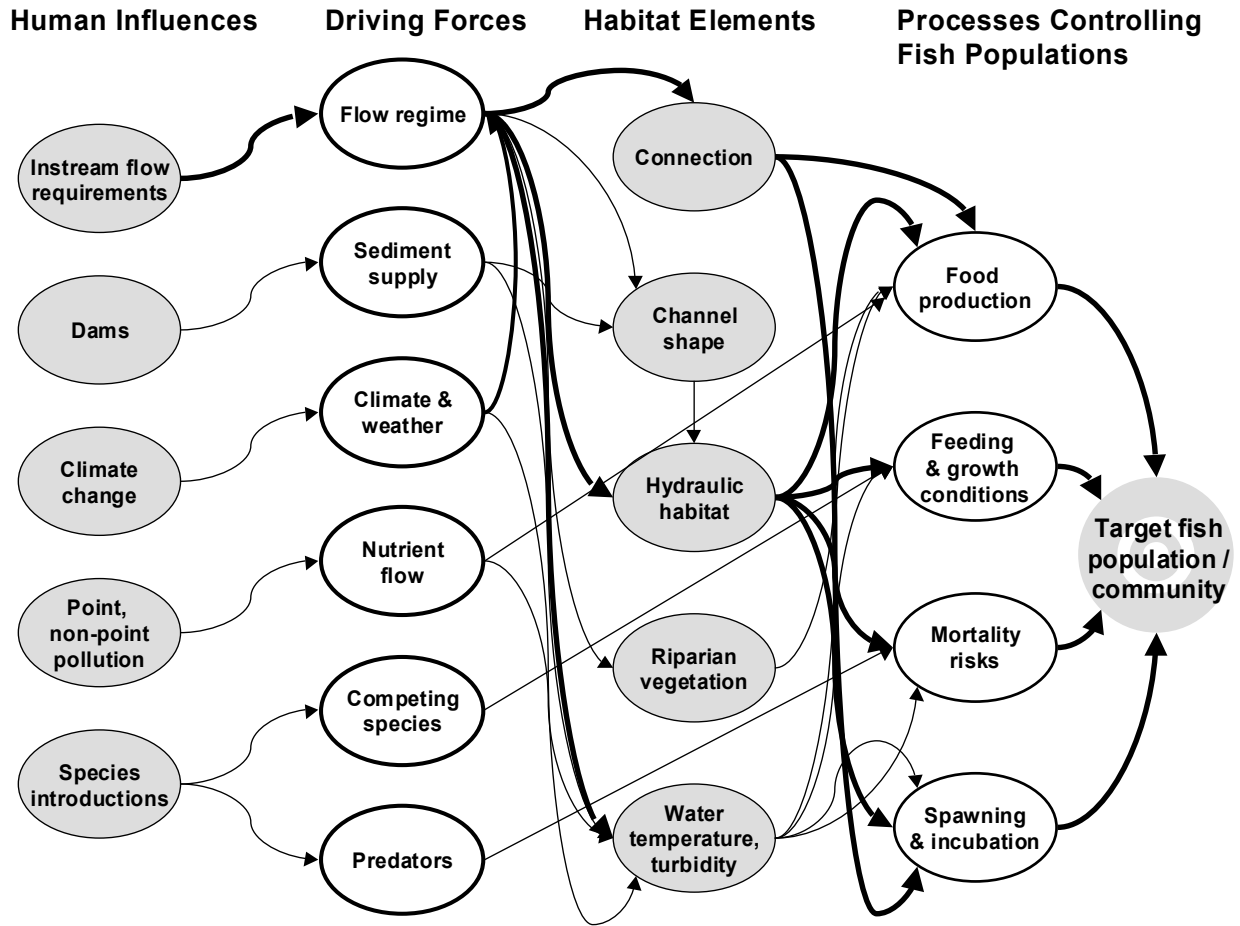 Human Influences
Driving Forces
Habitat Elements
Processes Controlling
Fish Populations
Instream flow
requirements
Dams
Climate
change
Point,
non-point
pollution
Species
introductions
Flow regime
Sediment
supply
Climate &
weather
Nutrient
flow
Competing
species
Predators
Connection
Channel
shape
Hydraulic
habitat
Riparian
vegetation
Water
temperature,
turbidity
Food
production
Feeding
& growth
conditions
Mortality
risks
Spawning
& incubation
Target fish
population /
community